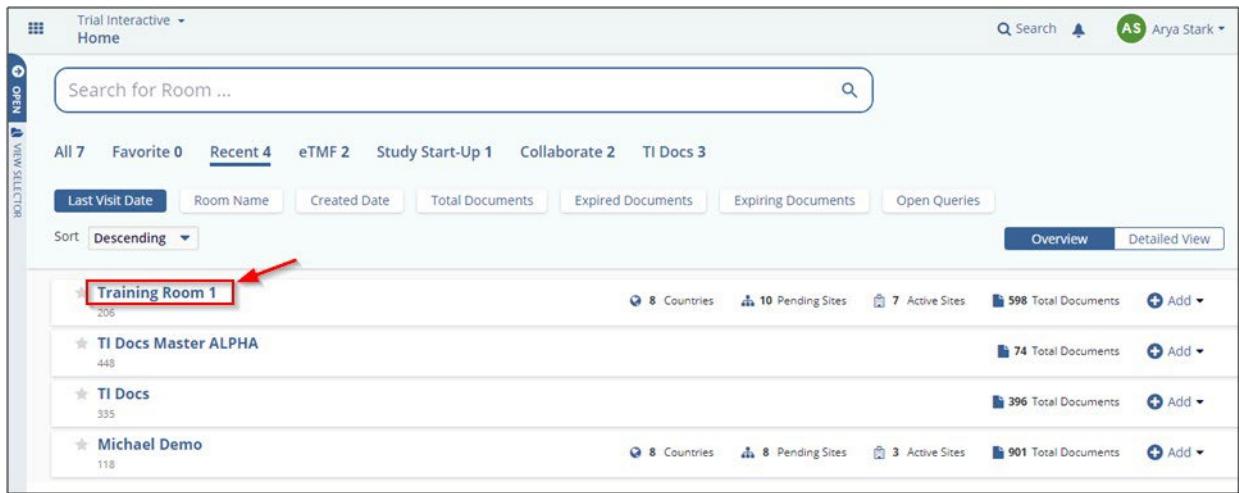 Trial Interactive
Home
Search
AS Arya Stark
OPEN
VIEW SELECTOR
Search for Room ...
All 7 Favorite 0 Recent 4 eTMF 2 Study Start-Up 1 Collaborate 2 TI Docs 3
Last Visit Date Room Name Created Date Total Documents Expired Documents Expiring Documents Open Queries
Sort Descending Overview Detailed View
Training Room 1 8 Countries 10 Pending Sites 7 Active Sites 598 Total Documents Add
206
TI Docs Master ALPHA 74 Total Documents Add
448
TI Docs 396 Total Documents Add
335
Michael Demo 8 Countries 8 Pending Sites 3 Active Sites 901 Total Documents Add
118